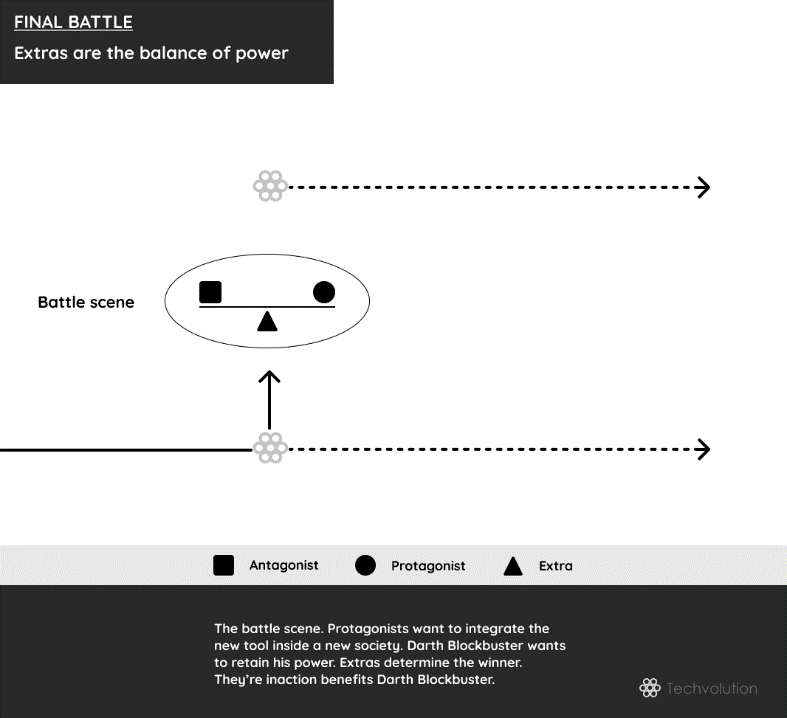 FINAL BATTLE
Extras are the balance of power
Battle scene
Antagonist
Protagonist
Extra
The battle scene. Protagonists want to integrate the
new tool inside a new society. Darth Blockbuster wants
to retain his power. Extras determine the winner.
They're inaction benefits Darth Blockbuster.
Techvolution